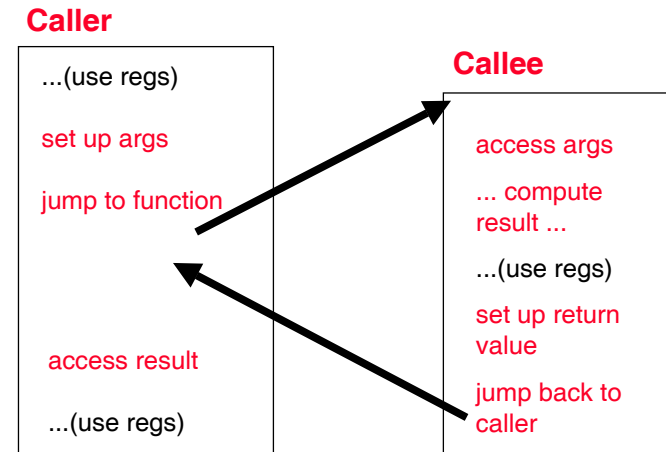 Caller
...(use regs)
set up args
jump to function
access result
...(use regs)
Callee
access args
... compute
result ...
...(use regs)
set up return
value
jump back to
caller